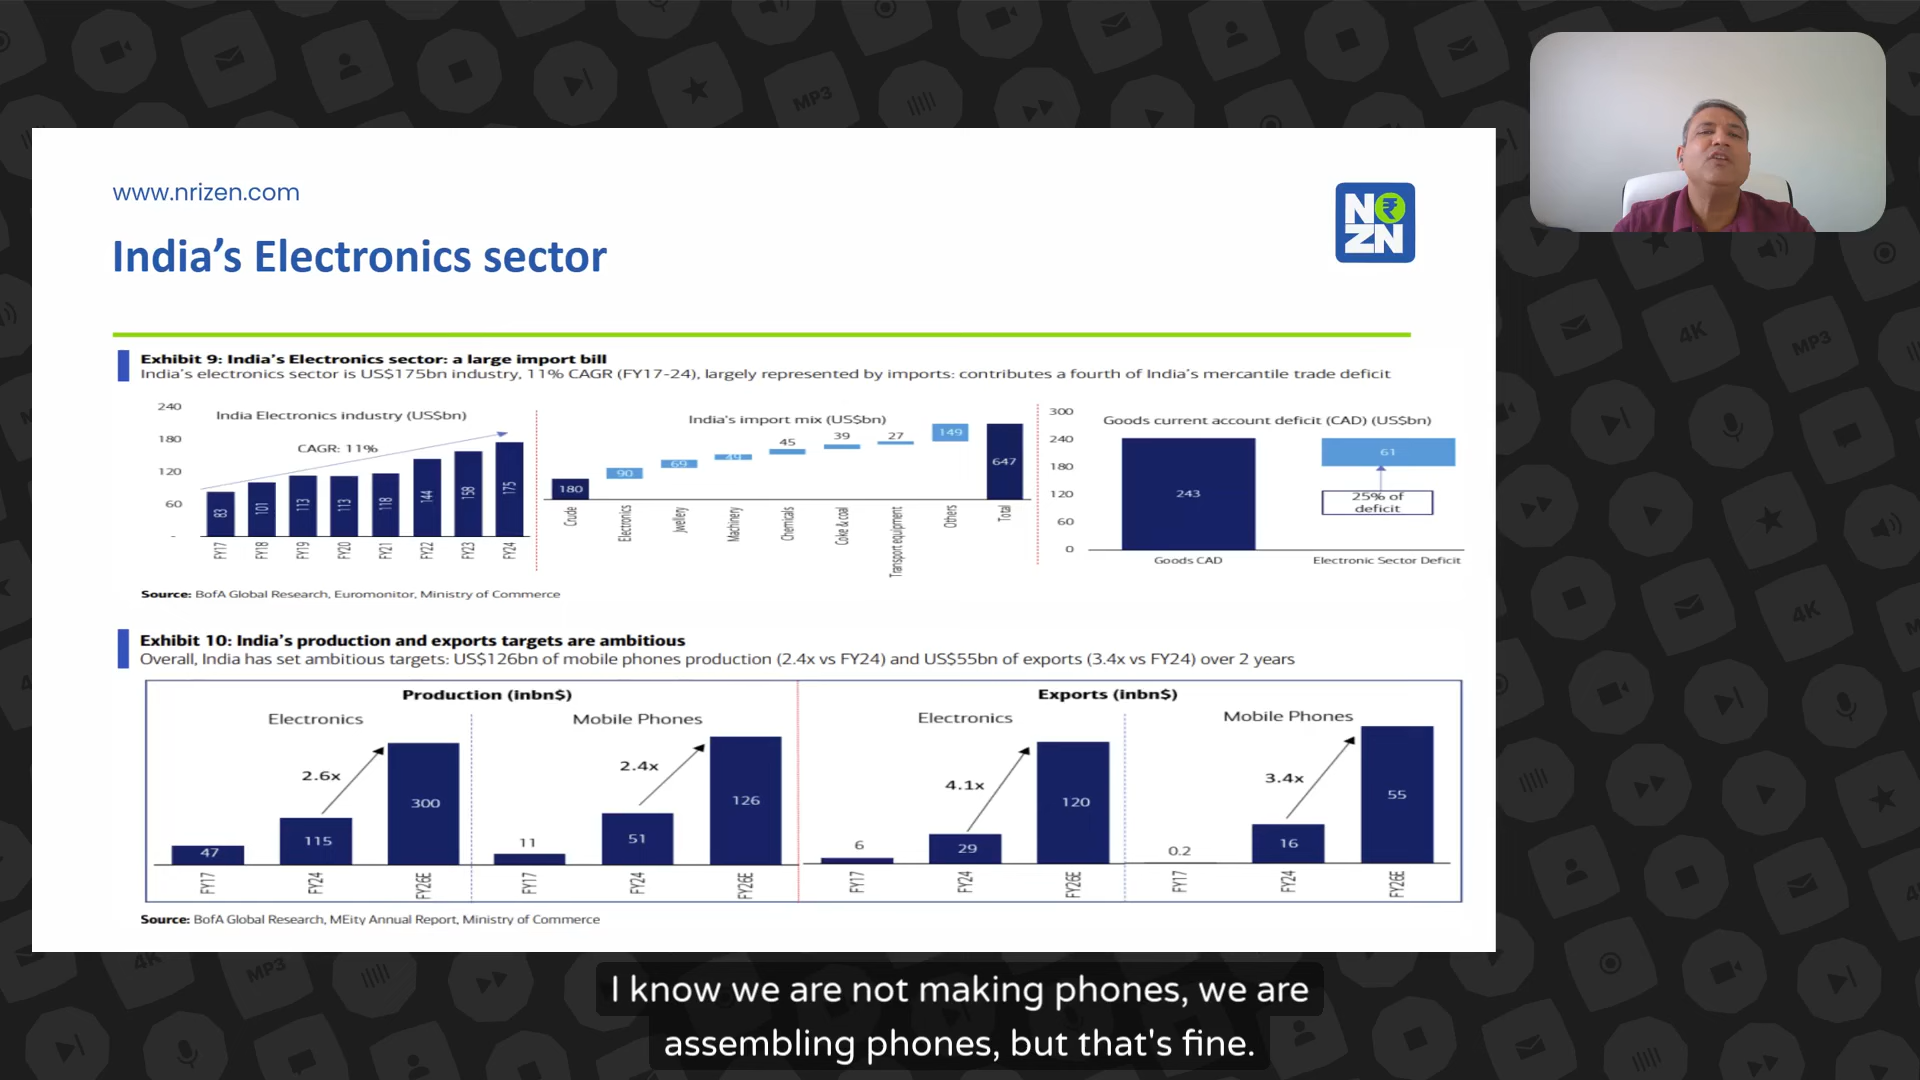 www.nrizen.com
N₹
ZN
India's Electronics sector
Exhibit 9: India's Electronics sector: a large import bill
India's electronics sector is US$175bn industry, 11% CAGR (FY17-24), largely represented by imports: contributes a fourth of India's mercantile trade deficit
India Electronics industry (US$bn)
CAGR: 11%
240
180
120
60
-
83
101
113
113
118
144
158
175
FY17
FY18
FY19
FY20
FY21
FY22
FY23
FY24
India's import mix (US$bn)
180
90
69
49
45
39
27
149
647
Crude
Electronics
Jwellery
Machinery
Chemicals
Coke & coal
Transport equipment
Others
Total
Goods current account deficit (CAD) (US$bn)
300
240
180
120
60
0
243
61
25% of
deficit
Goods CAD
Electronic Sector Deficit
Source: BofA Global Research, Euromonitor, Ministry of Commerce
Exhibit 10: India's production and exports targets are ambitious
Overall, India has set ambitious targets: US$126bn of mobile phones production (2.4x vs FY24) and US$55bn of exports (3.4x vs FY24) over 2 years
Production (inbn$)
Electronics
2.6x
47
115
300
FY17
FY24
FY26E
Mobile Phones
2.4x
11
51
126
FY17
FY24
FY26E
Exports (inbn$)
Electronics
4.1x
6
29
120
FY17
FY24
FY26E
Mobile Phones
3.4x
0.2
16
55
FY17
FY24
FY26E
Source: BofA Global Research, MEity Annual Report, Ministry of Commerce
I know we are not making phones, we are
assembling phones, but that's fine.
MP3
4K
MP3
4K
4K
MP3